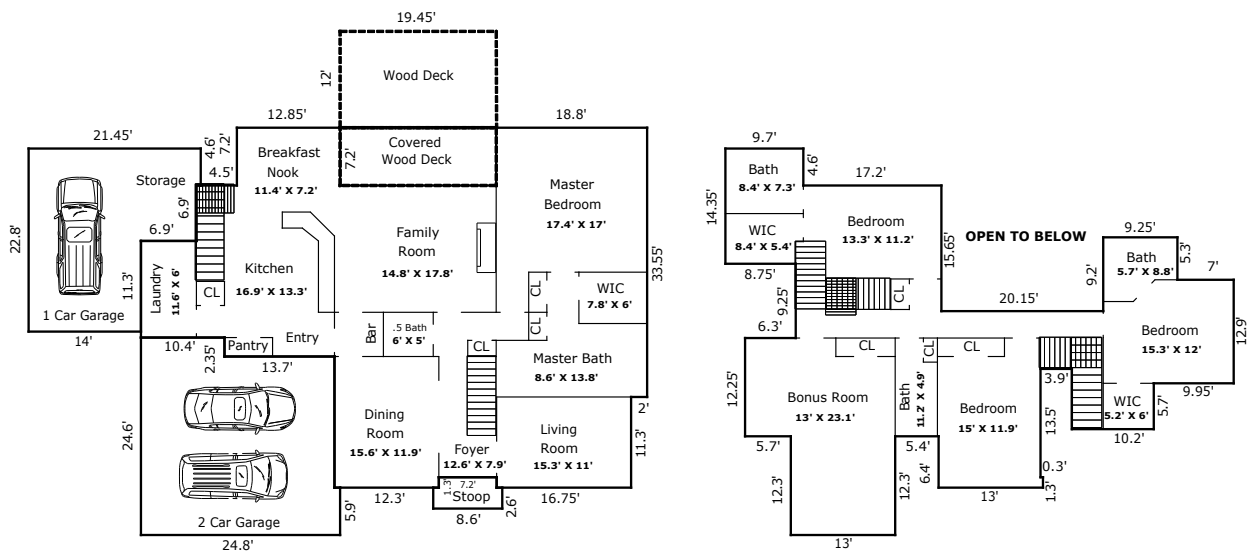 19.45'
12'
Wood Deck
12.85'
18.8'
21.45'
4.6'
7.2'
4.5'
Breakfast
Nook
11.4' X 7.2'
7.2'
Covered
Wood Deck
Storage
6.9'
6.9'
Master
Bedroom
17.4' X 17'
Family
Room
14.8' X 17.8'
22.8'
11.3'
Laundry
11.6' X 6'
Kitchen
16.9' X 13.3'
CL
33.55'
CL
WIC
7.8' X 6'
1 Car Garage
14'
10.4'
2.35'
Pantry
Entry
13.7'
Bar
.5 Bath
6' X 5'
CL
CL
Master Bath
8.6' X 13.8'
2'
24.6'
Dining
Room
15.6' X 11.9'
Foyer
12.6' X 7.9'
Living
Room
15.3' X 11'
11.3'
2 Car Garage
24.8'
5.9'
12.3'
1.3'
7.2'
Stoop
8.6'
2.6'
16.75'
9.7'
4.6'
17.2'
14.35'
Bath
8.4' X 7.3'
WIC
8.4' X 5.4'
8.75'
Bedroom
13.3' X 11.2'
15.65'
OPEN TO BELOW
9.25'
5.3'
9.2'
Bath
5.7' X 8.8'
7'
9.25'
CL
20.15'
6.3'
12.9'
Bedroom
15.3' X 12'
12.25'
CL
CL
CL
3.9'
9.95'
Bonus Room
13' X 23.1'
Bath
11.2' X 4.9'
Bedroom
15' X 11.9'
13.5'
WIC
5.2' X 6'
5.7'
10.2'
5.7'
5.4'
12.3'
12.3'
6.4'
13'
0.3'
1.3'
13'